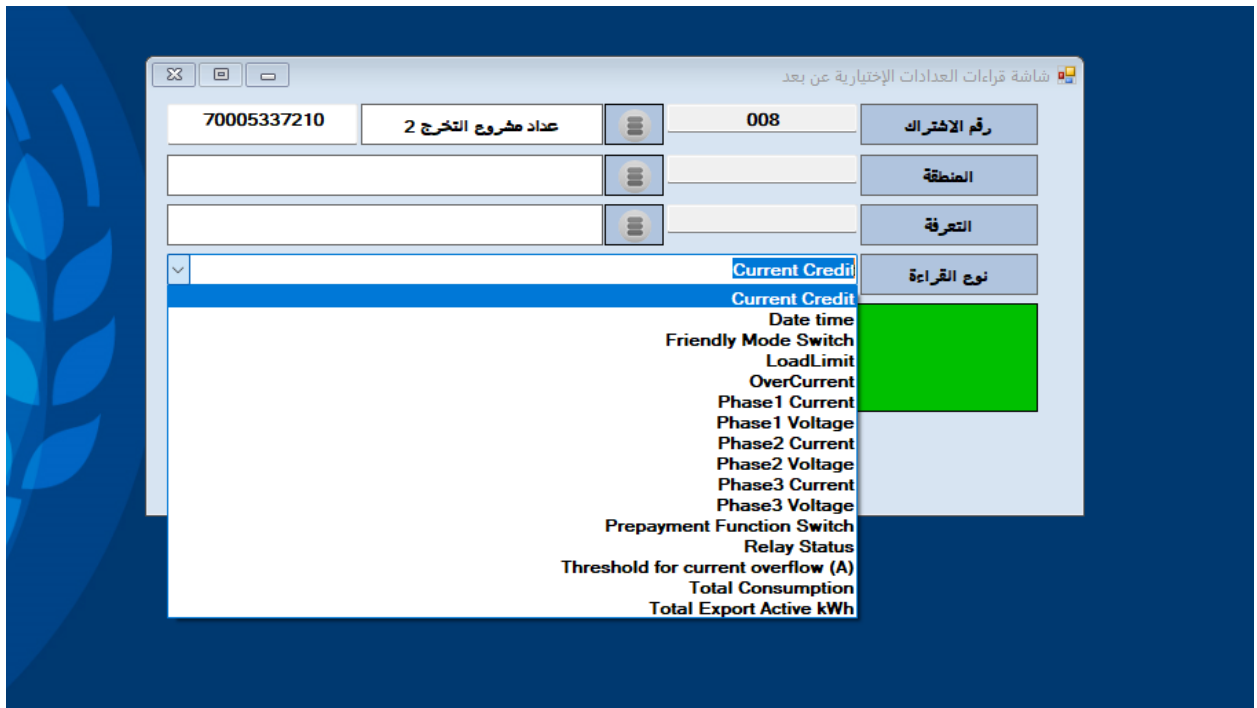 شاشة قراءات العدادات الإختيارية عن بعد
رقم الاشتراك 008 عداد مشروع التخرج 2 70005337210
المنطقة
التعرفة
نوع القراءة Current Credit
Current Credit
Date time
Friendly Mode Switch
LoadLimit
OverCurrent
Phase1 Current
Phase1 Voltage
Phase2 Current
Phase2 Voltage
Phase3 Current
Phase3 Voltage
Prepayment Function Switch
Relay Status
Threshold for current overflow (A)
Total Consumption
Total Export Active kWh